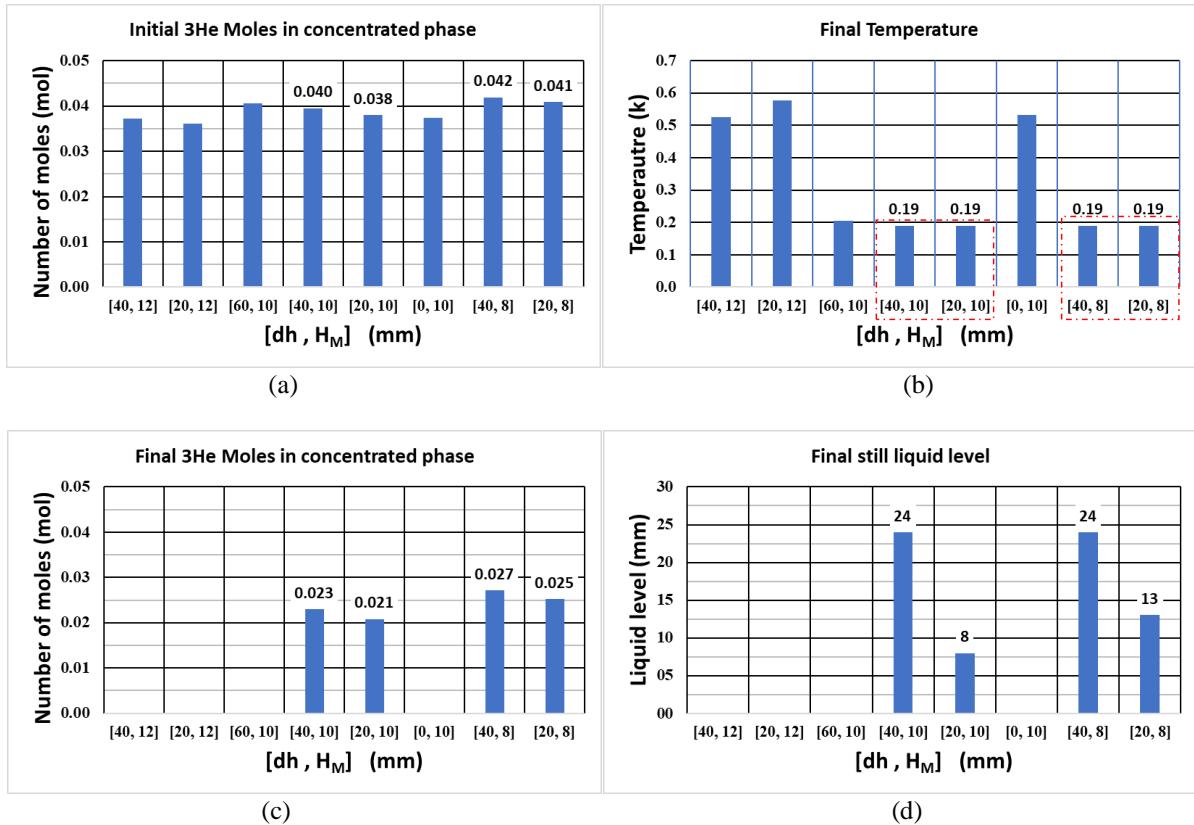 Initial 3He Moles in concentrated phase
Number of moles (mol)
0.05
0.04
0.03
0.02
0.01
0.00
0.040
0.038
0.042
0.041
[40, 12] [20, 12] [60, 10] [40, 10] [20, 10] [0, 10] [40, 8] [20, 8]
[dh , HM] (mm)
(a)
Final Temperature
Temperautre (k)
0.7
0.6
0.5
0.4
0.3
0.2
0.1
0.0
0.19
0.19
0.19
0.19
[40, 12] [20, 12] [60, 10] [40, 10] [20, 10] [0, 10] [40, 8] [20, 8]
[dh , HM] (mm)
(b)
Final 3He Moles in concentrated phase
Number of moles (mol)
0.05
0.04
0.03
0.02
0.01
0.00
0.023
0.021
0.027
0.025
[40, 12] [20, 12] [60, 10] [40, 10] [20, 10] [0, 10] [40, 8] [20, 8]
[dh , HM] (mm)
(c)
Final still liquid level
Liquid level (mm)
30
25
20
15
10
05
00
24
8
24
13
[40, 12] [20, 12] [60, 10] [40, 10] [20, 10] [0, 10] [40, 8] [20, 8]
[dh , HM] (mm)
(d)